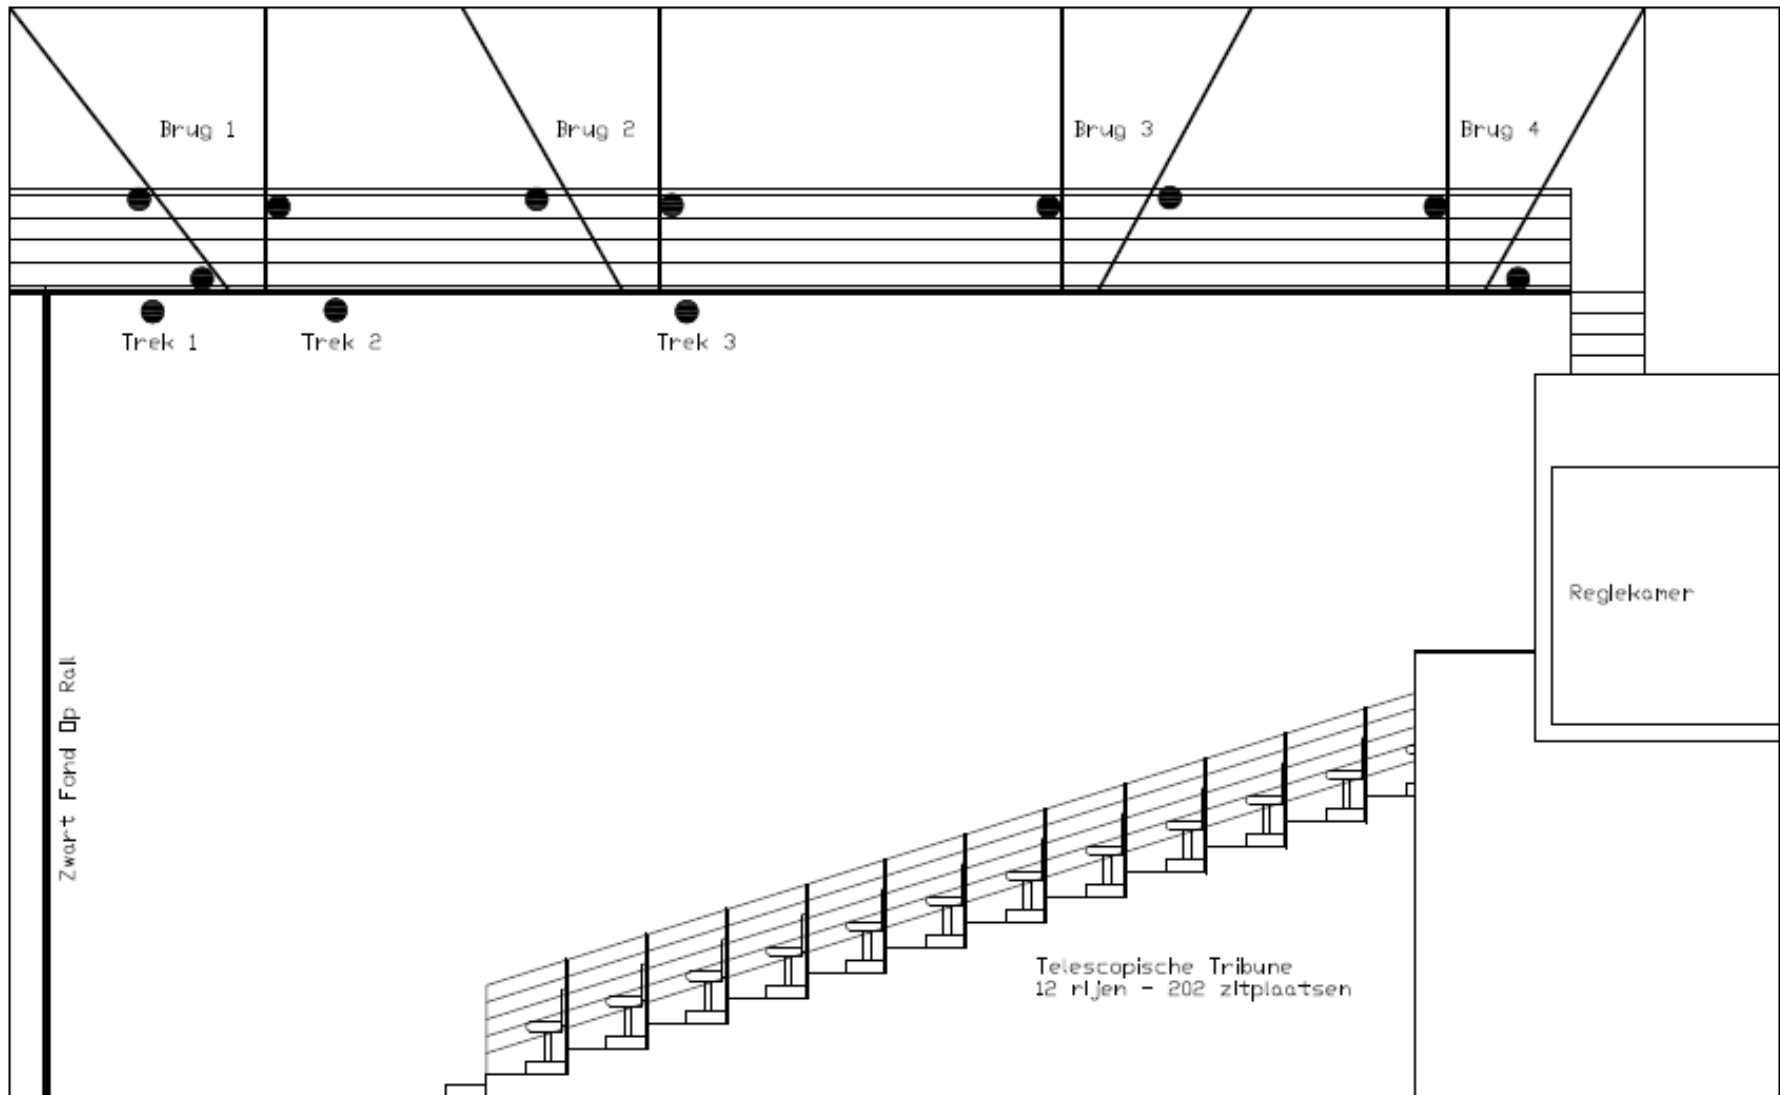 Brug 1
Brug 2
Brug 3
Brug 4
Trek 1
Trek 2
Trek 3
Reglekamer
Zwart Fond Op Rail
Telescopische Tribune
12 rijen - 202 zitplaatsen